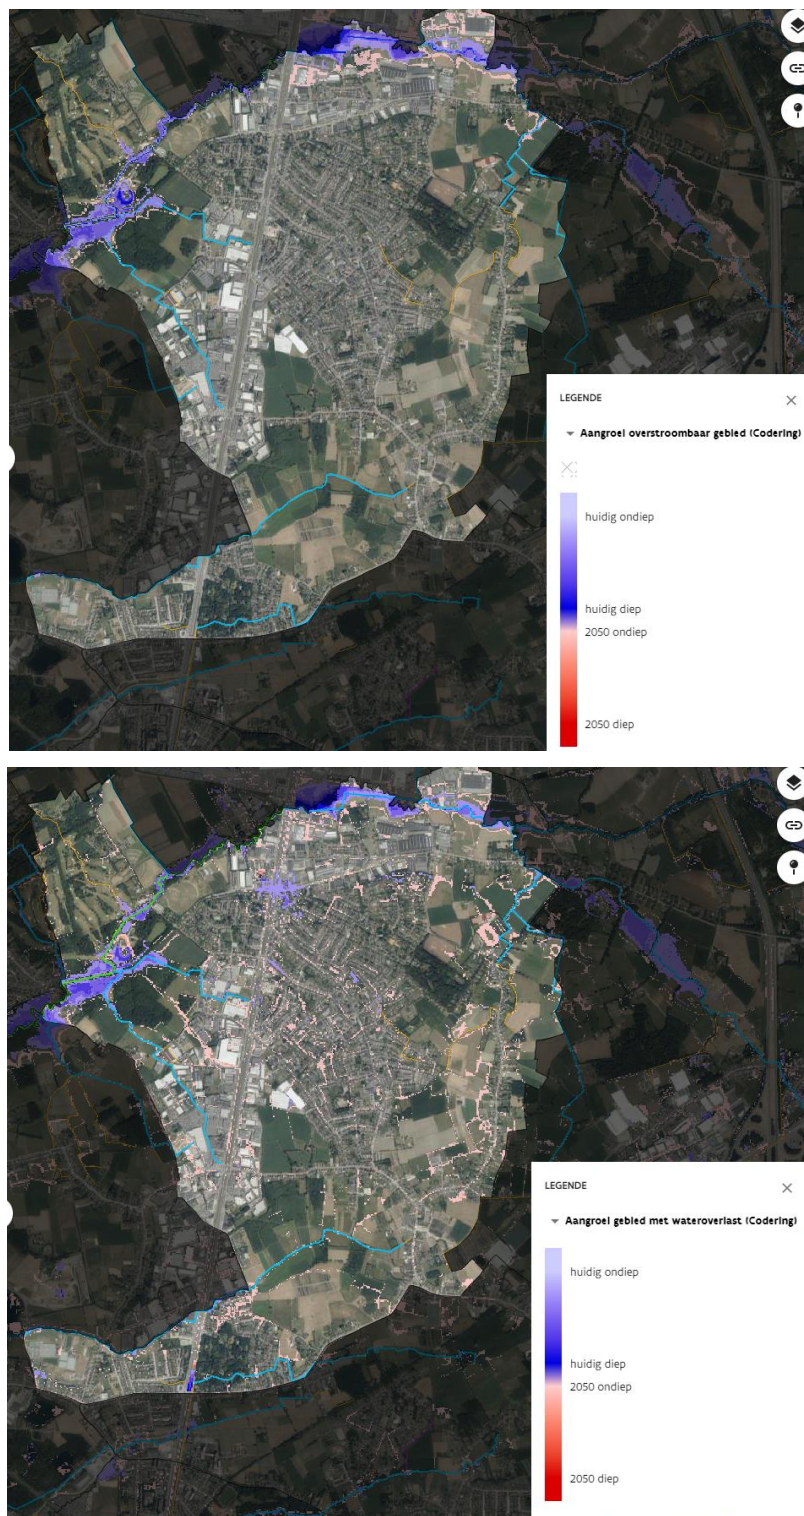 LEGENDE
Aangroei overstroombaar gebied (Codering)
huidig ondiep
huidig diep
2050 ondiep
2050 diep
LEGENDE
Aangroei gebied met wateroverlast (Codering)
huidig ondiep
huidig diep
2050 ondiep
2050 diep